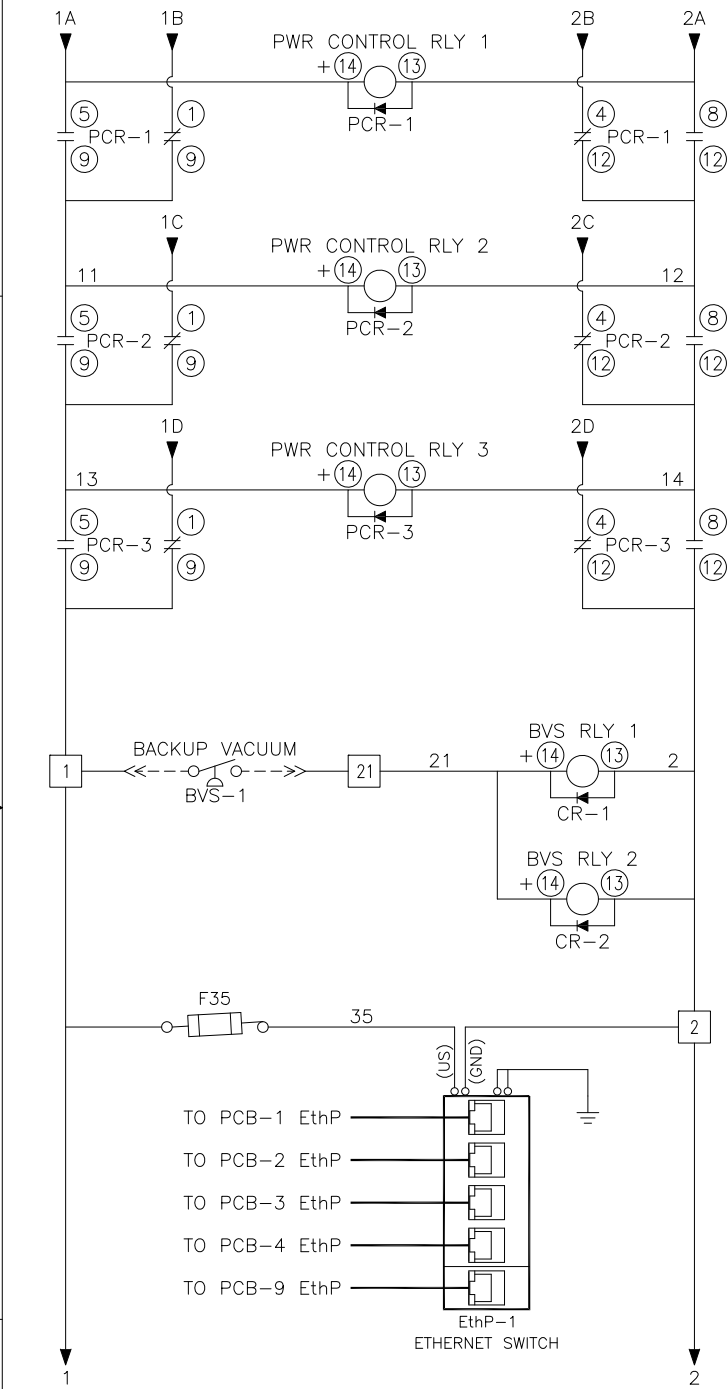 1A 1B 2B 2A
PWR CONTROL RLY 1
+ 14 13
PCR-1
5 1 4 8
PCR-1 PCR-1
9 9 12 12
1C 2C
PWR CONTROL RLY 2
11 + 14 13 12
PCR-2
5 1 4 8
PCR-2 PCR-2
9 9 12 12
1D 2D
PWR CONTROL RLY 3
13 + 14 13 14
PCR-3
5 1 4 8
PCR-3 PCR-3
9 9 12 12
BVS RLY 1
BACKUP VACUUM
1 21 21 + 14 13 2
BVS-1
CR-1
BVS RLY 2
+ 14 13
CR-2
F35
35 2
(US) (GND)
TO PCB-1 EthP
TO PCB-2 EthP
TO PCB-3 EthP
TO PCB-4 EthP
TO PCB-9 EthP
EthP-1
ETHERNET SWITCH
1 2